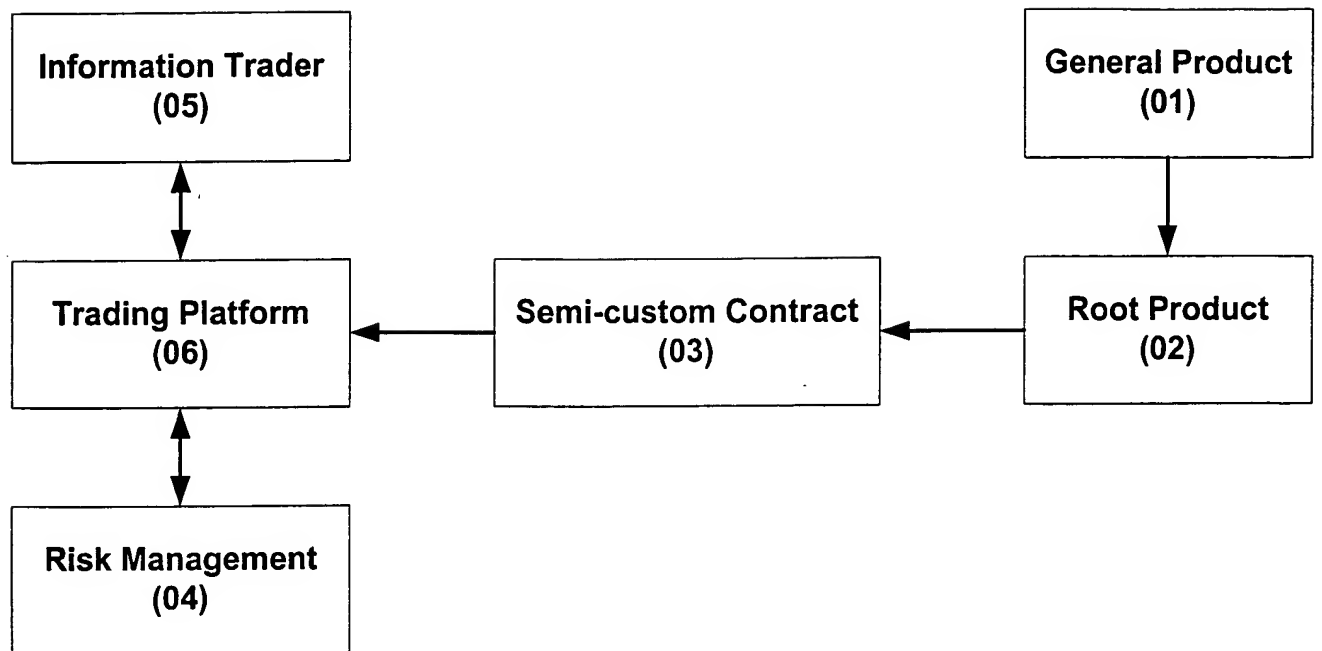 Information Trader
(05)
General Product
(01)
Trading Platform
(06)
Semi-custom Contract
(03)
Root Product
(02)
Risk Management
(04)